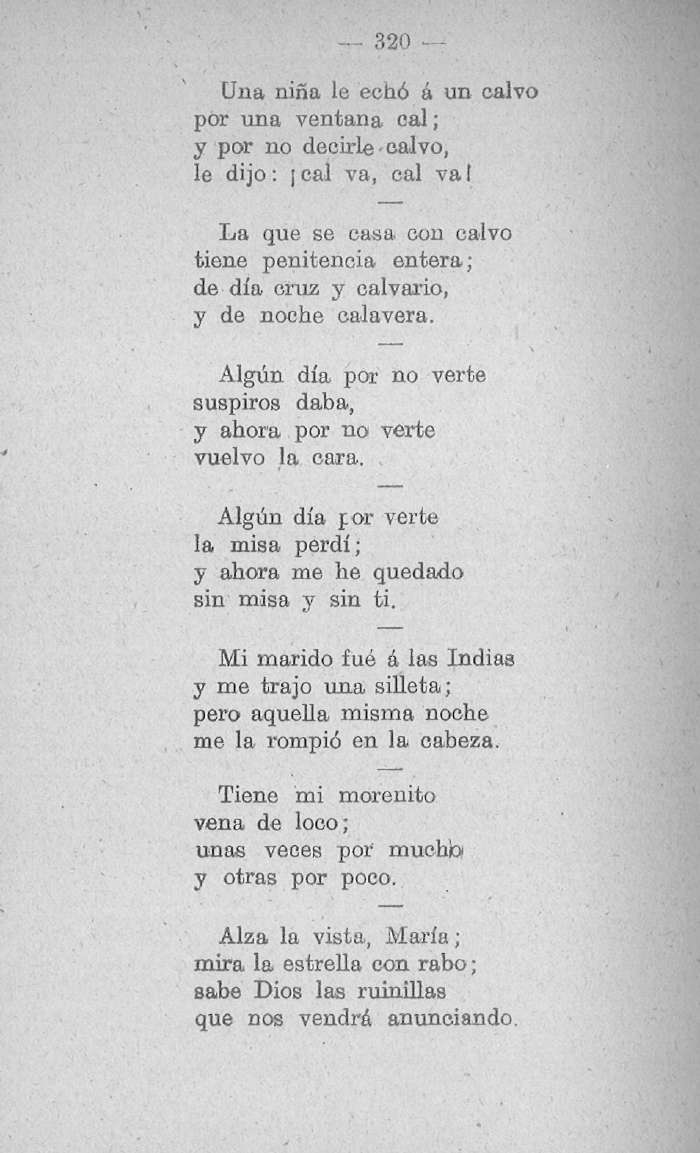 — 320 —
Una niña le echó á un calvo
por una ventana cal;
y por no decirle calvo,
le dijo: ¡cal va, cal va!
La que se casa con calvo
tiene penitencia entera;
de día cruz y calvario,
y de noche calavera.
Algún día por no verte
suspiros daba,
y ahora por no verte
vuelvo la cara.
Algún día por verte
la misa perdí;
y ahora me he quedado
sin misa y sin ti.
Mi marido fué á las Indias
y me trajo una silleta;
pero aquella misma noche
me la rompió en la cabeza.
Tiene mi morenito
vena de loco;
unas veces por mucho
y otras por poco.
Alza la vista, María;
mira la estrella con rabo;
sabe Dios las ruinillas
que nos vendrá anunciando.